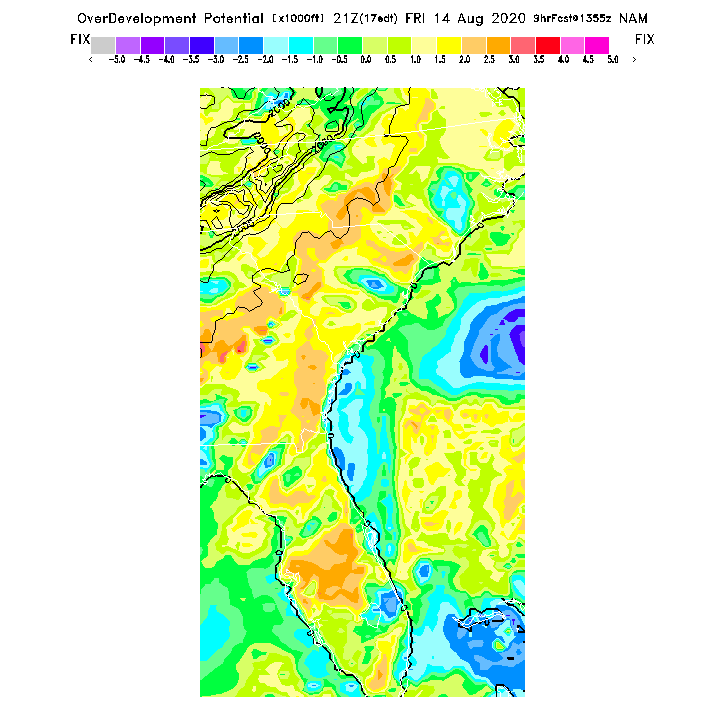 OverDevelopment Potential [x1000ft] 21Z(17edt) FRI 14 Aug 2020 9hrFcst@1355z NAM
FIX FIX
< -5.0 -4.5 -4.0 -3.5 -3.0 -2.5 -2.0 -1.5 -1.0 -0.5 0.0 0.5 1.0 1.5 2.0 2.5 3.0 3.5 4.0 4.5 5.0 >
2000